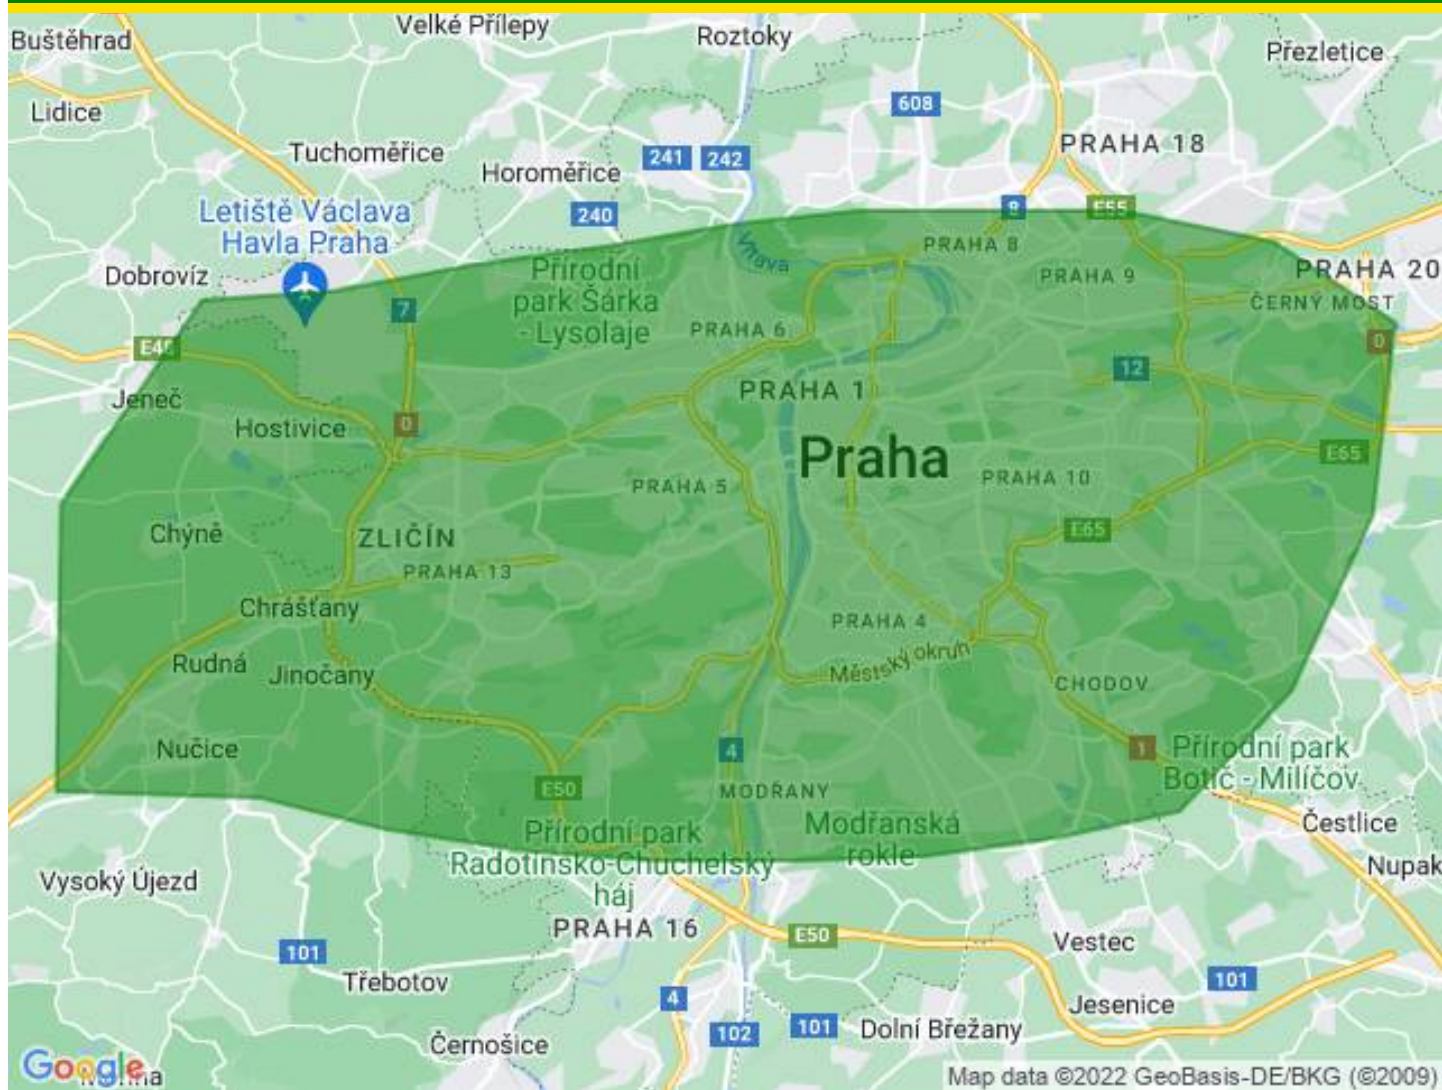 Velké Přílepy
Buštěhrad
Roztoky
Přezletice
608
Lidice
PRAHA 18
Tuchoměřice
241
242
Horoměřice
Letiště Václava
Havla Praha
240
8
E55
PRAHA 8
Vltava
Dobrovíz
Přírodní
park Šárka
- Lysolaje
PRAHA 9
PRAHA 20
ČERNÝ MOST
7
PRAHA 6
0
E48
12
PRAHA 1
Jeneč
Hostivice
0
Praha
E65
PRAHA 5
PRAHA 10
Chýně
ZLIČÍN
E65
PRAHA 13
Chrášťany
PRAHA 4
Rudná
Jinočany
Městský okruh
CHODOV
Nučice
4
1
Přírodní park
Botič - Milíčov
E50
MODŘANY
Přírodní park
Radotínsko-Chuchelský
háj
Modřanská
rokle
Čestlice
Nupak
Vysoký Újezd
PRAHA 16
E50
Vestec
101
Třebotov
101
4
Jesenice
102
101
Dolní Břežany
Černošice
Google
Map data ©2022 GeoBasis-DE/BKG (©2009)